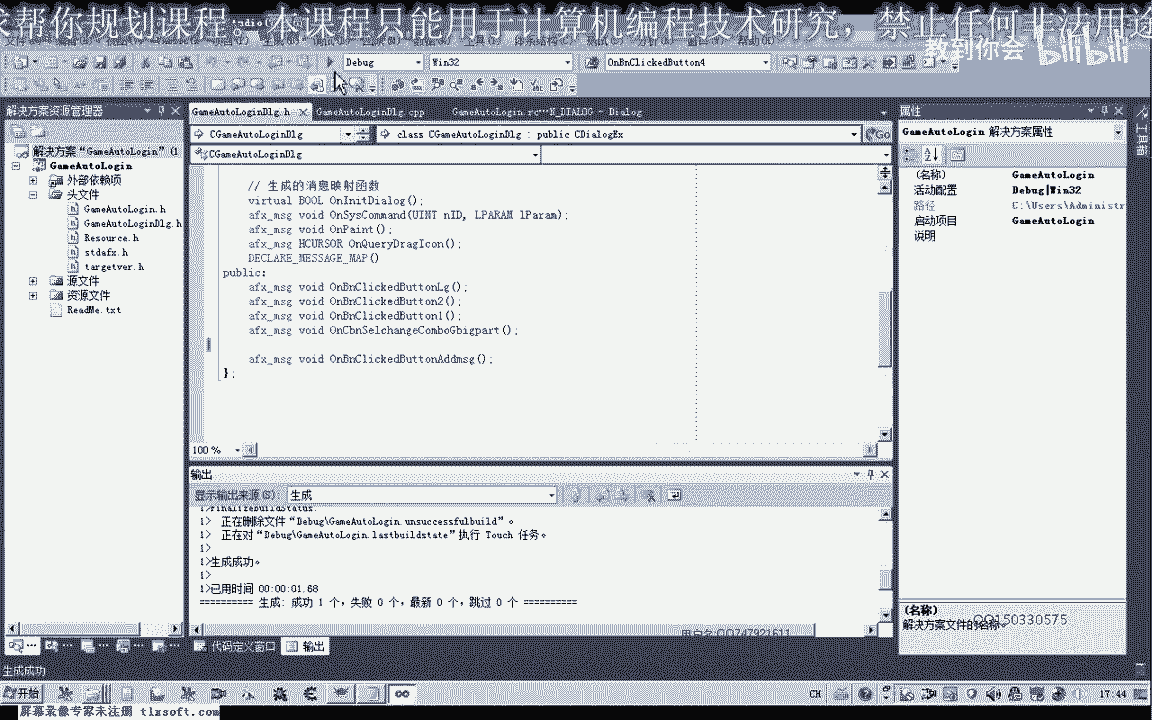 求帮你规划课程。本课程只能用于计算机编程技术研究，禁止任何非法用途
教到你会 bilibili
Debug
Win32
OnBnClickedButton4
解决方案资源管理器
解决方案“GameAutoLogin” (1
GameAutoLogin
外部依赖项
头文件
GameAutoLogin.h
GameAutoLoginDlg.h
Resource.h
stdafx.h
targetver.h
源文件
资源文件
ReadMe.txt
GameAutoLoginDlg.h
GameAutoLoginDlg.cpp
GameAutoLogin.rc...N_DIALOG - Dialog
CGameAutoLoginDlg
class CGameAutoLoginDlg : public CDialogEx
Go
CGameAutoLoginDlg
// 生成的消息映射函数
virtual BOOL OnInitDialog();
afx_msg void OnSysCommand(UINT nID, LPARAM lParam);
afx_msg void OnPaint();
afx_msg HCURSOR OnQueryDragIcon();
DECLARE_MESSAGE_MAP()
public:
afx_msg void OnBnClickedButtonLg();
afx_msg void OnBnClickedButton2();
afx_msg void OnBnClickedButton1();
afx_msg void OnCbnSelchangeComboGbigpart();
afx_msg void OnBnClickedButtonAddmsg();
};
100 %
输出
显示输出来源(S): 生成
1>FinalizeBuildStatus:
1>  正在删除文件“Debug\GameAutoLogin.unsuccessfulbuild”。
1>  正在对“Debug\GameAutoLogin.lastbuildstate”执行 Touch 任务。
1>
1>生成成功。
1>
1>已用时间 00:00:01.68
========== 生成: 成功 1 个，失败 0 个，最新 0 个，跳过 0 个 ==========
用户名:QQ747921611
代码定义窗口
输出
属性
GameAutoLogin 解决方案属性
(名称) GameAutoLogin
活动配置 Debug|Win32
路径 C:\Users\Administr
启动项目 GameAutoLogin
说明
(名称)
解决方案文件的名称。
QQ150330575
工具箱
生成成功
开始
CH
17:44
屏幕录像专家未注册 tlxsoft.com